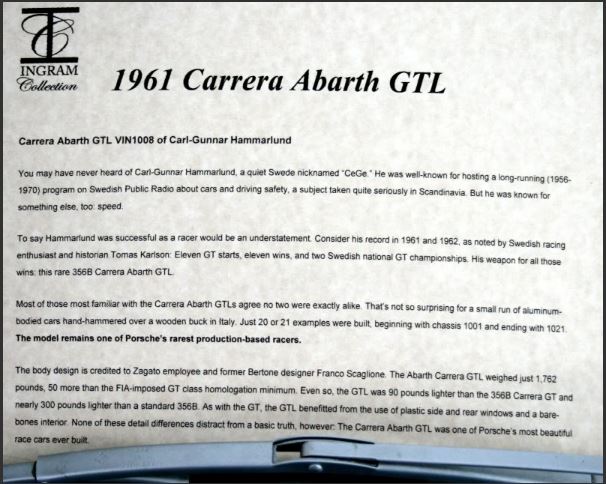 INGRAM
Collection
1961 Carrera Abarth GTL
Carrera Abarth GTL VIN1008 of Carl-Gunnar Hammarlund
You may have never heard of Carl-Gunnar Hammarlund, a quiet Swede nicknamed "CeGe." He was well-known for hosting a long-running (1956-
1970) program on Swedish Public Radio about cars and driving safety, a subject taken quite seriously in Scandinavia. But he was known for
something else, too: speed.
To say Hammarlund was successful as a racer would be an understatement. Consider his record in 1961 and 1962, as noted by Swedish racing
enthusiast and historian Tomas Karlson: Eleven GT starts, eleven wins, and two Swedish national GT championships. His weapon for all those
wins: this rare 356B Carrera Abarth GTL.
Most of those most familiar with the Carrera Abarth GTLs agree no two were exactly alike. That's not so surprising for a small run of aluminum-
bodied cars hand-hammered over a wooden buck in Italy. Just 20 or 21 examples were built, beginning with chassis 1001 and ending with 1021.
The model remains one of Porsche's rarest production-based racers.
The body design is credited to Zagato employee and former Bertone designer Franco Scaglione. The Abarth Carrera GTL weighed just 1,762
pounds, 50 more than the FIA-imposed GT class homologation minimum. Even so, the GTL was 90 pounds lighter than the 356B Carrera GT and
nearly 300 pounds lighter than a standard 356B. As with the GT, the GTL benefitted from the use of plastic side and rear windows and a bare-
bones interior. None of these detail differences distract from a basic truth, however: The Carrera Abarth GTL was one of Porsche's most beautiful
race cars ever built.